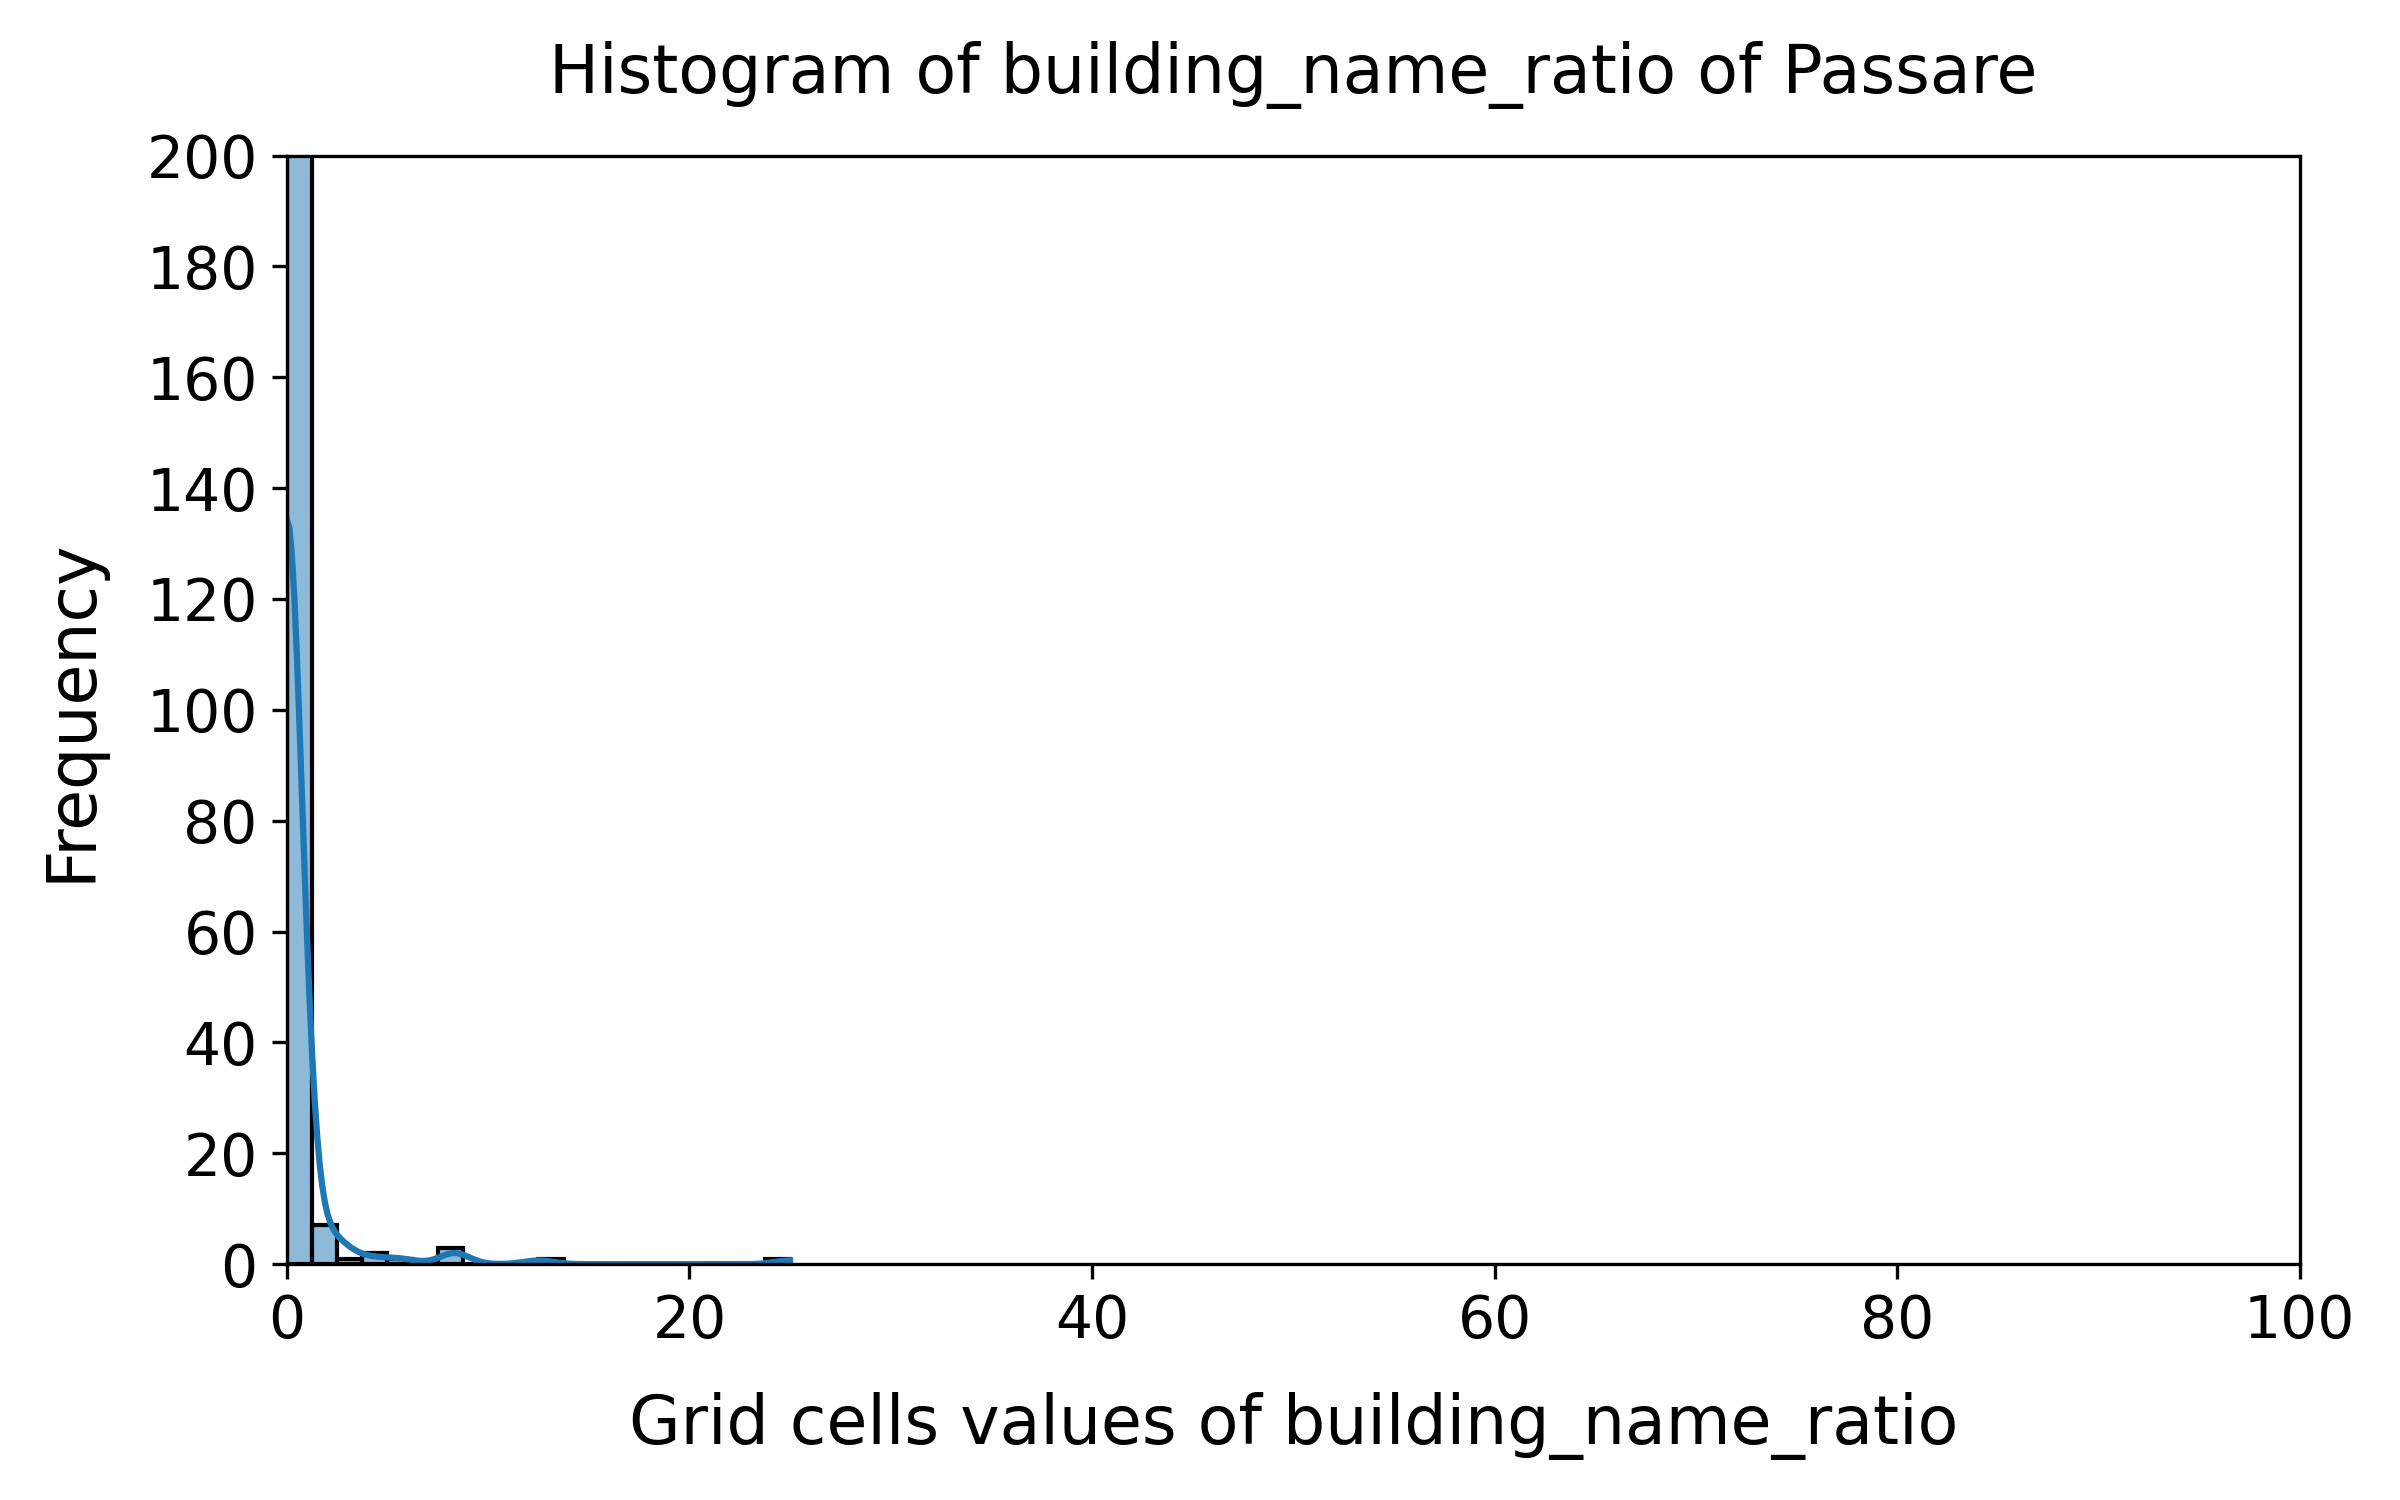 Histogram of building_name_ratio of Passare
200
180
160
140
120
100
80
60
40
20
0
Frequency
0 20 40 60 80 100
Grid cells values of building_name_ratio